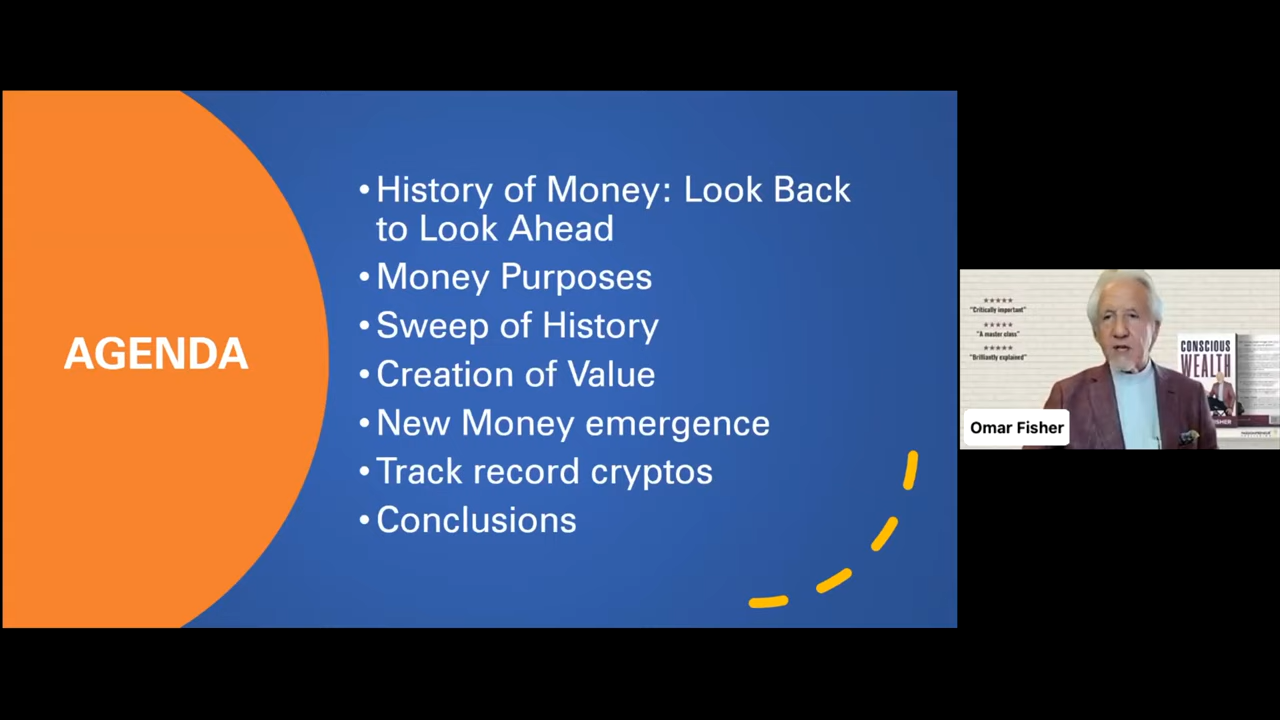 AGENDA
•History of Money: Look Back
to Look Ahead
•Money Purposes
•Sweep of History
•Creation of Value
•New Money emergence
•Track record cryptos
•Conclusions
★★★★★
"Critically important"
★★★★★
"A master class"
★★★★★
"Brilliantly explained"
CONSCIOUS
WEALTH
Omar Fisher